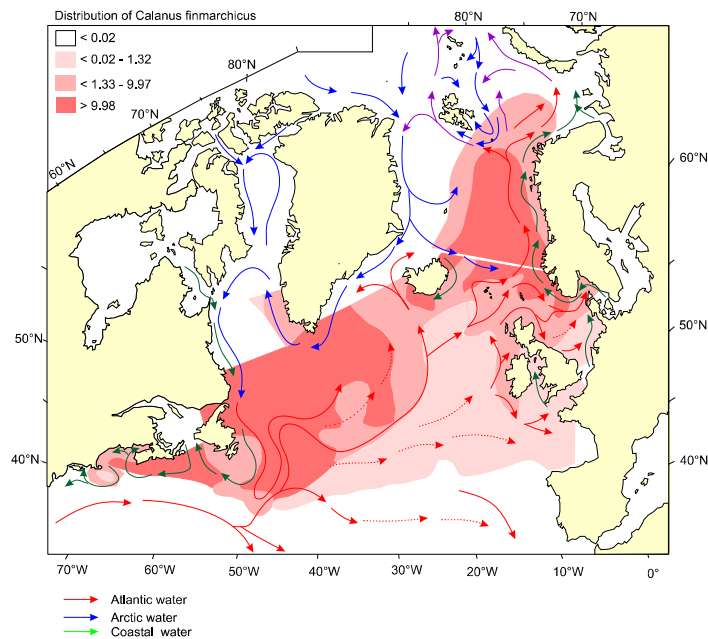 Distribution of Calanus finmarchicus
< 0.02
< 0.02 - 1.32
< 1.33 - 9.97
> 9.98
80°N
70°N
80°N
70°N
60°N
60°N
50°N
50°N
40°N
40°N
70°W
60°W
50°W
40°W
30°W
20°W
10°W
0°
Atlantic water
Arctic water
Coastal water